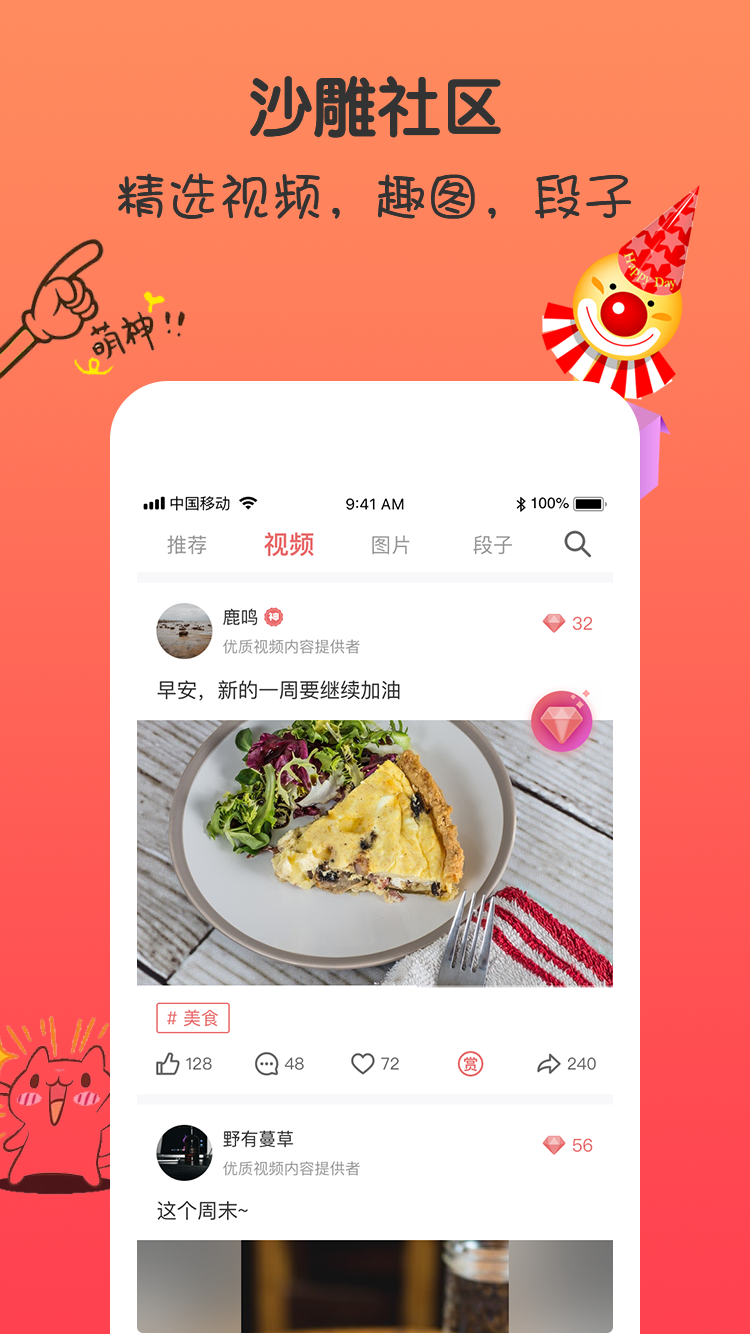 沙雕社区
精选视频，趣图，段子
萌神!!
Happy Day
中国移动 9:41 AM 100%
推荐 视频 图片 段子
鹿鸣 神 32
优质视频内容提供者
早安，新的一周要继续加油
# 美食
128 48 72 赏 240
野有蔓草 56
优质视频内容提供者
这个周末~